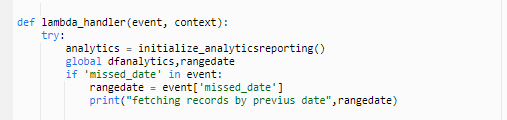 def lambda_handler(event, context):
    try:
        analytics = initialize_analyticsreporting()
        global dfanalytics,rangedate
        if 'missed_date' in event:
            rangedate = event['missed_date']
            print("fetching records by previus date",rangedate)